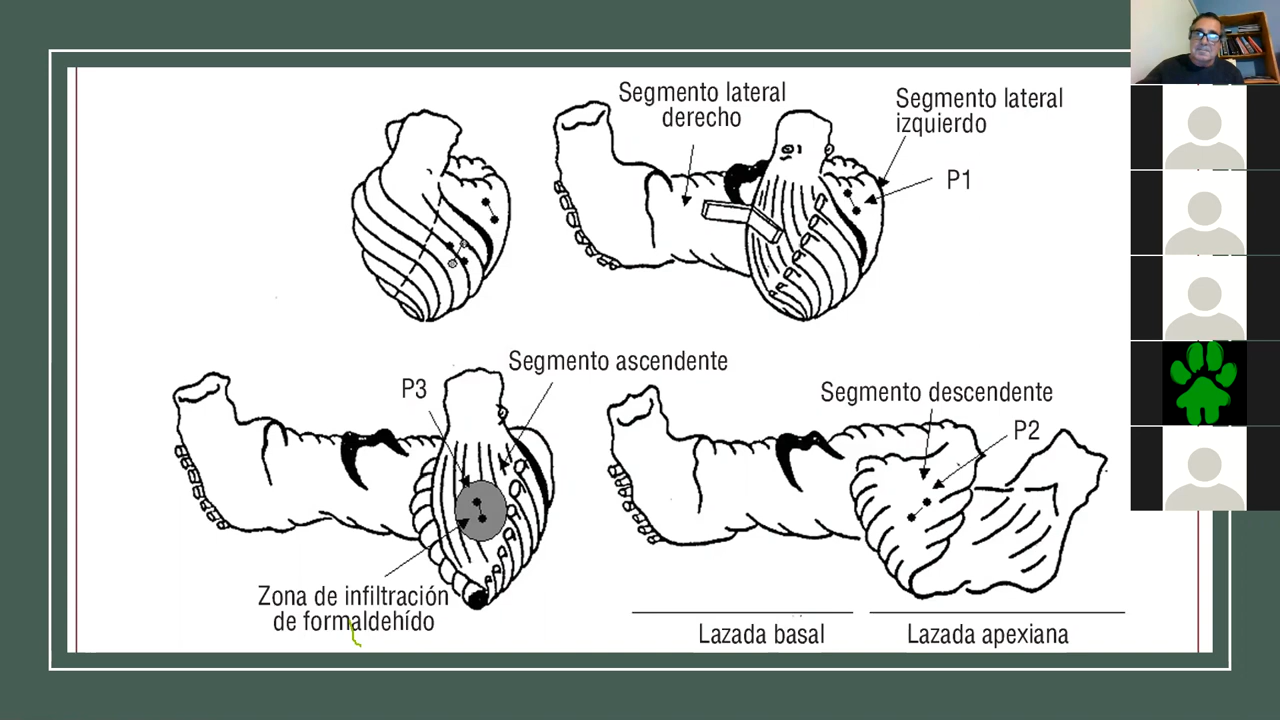 Segmento lateral
derecho
Segmento lateral
izquierdo
P1
Segmento ascendente
P3
Zona de infiltración
de formaldehído
Segmento descendente
P2
Lazada basal
Lazada apexiana